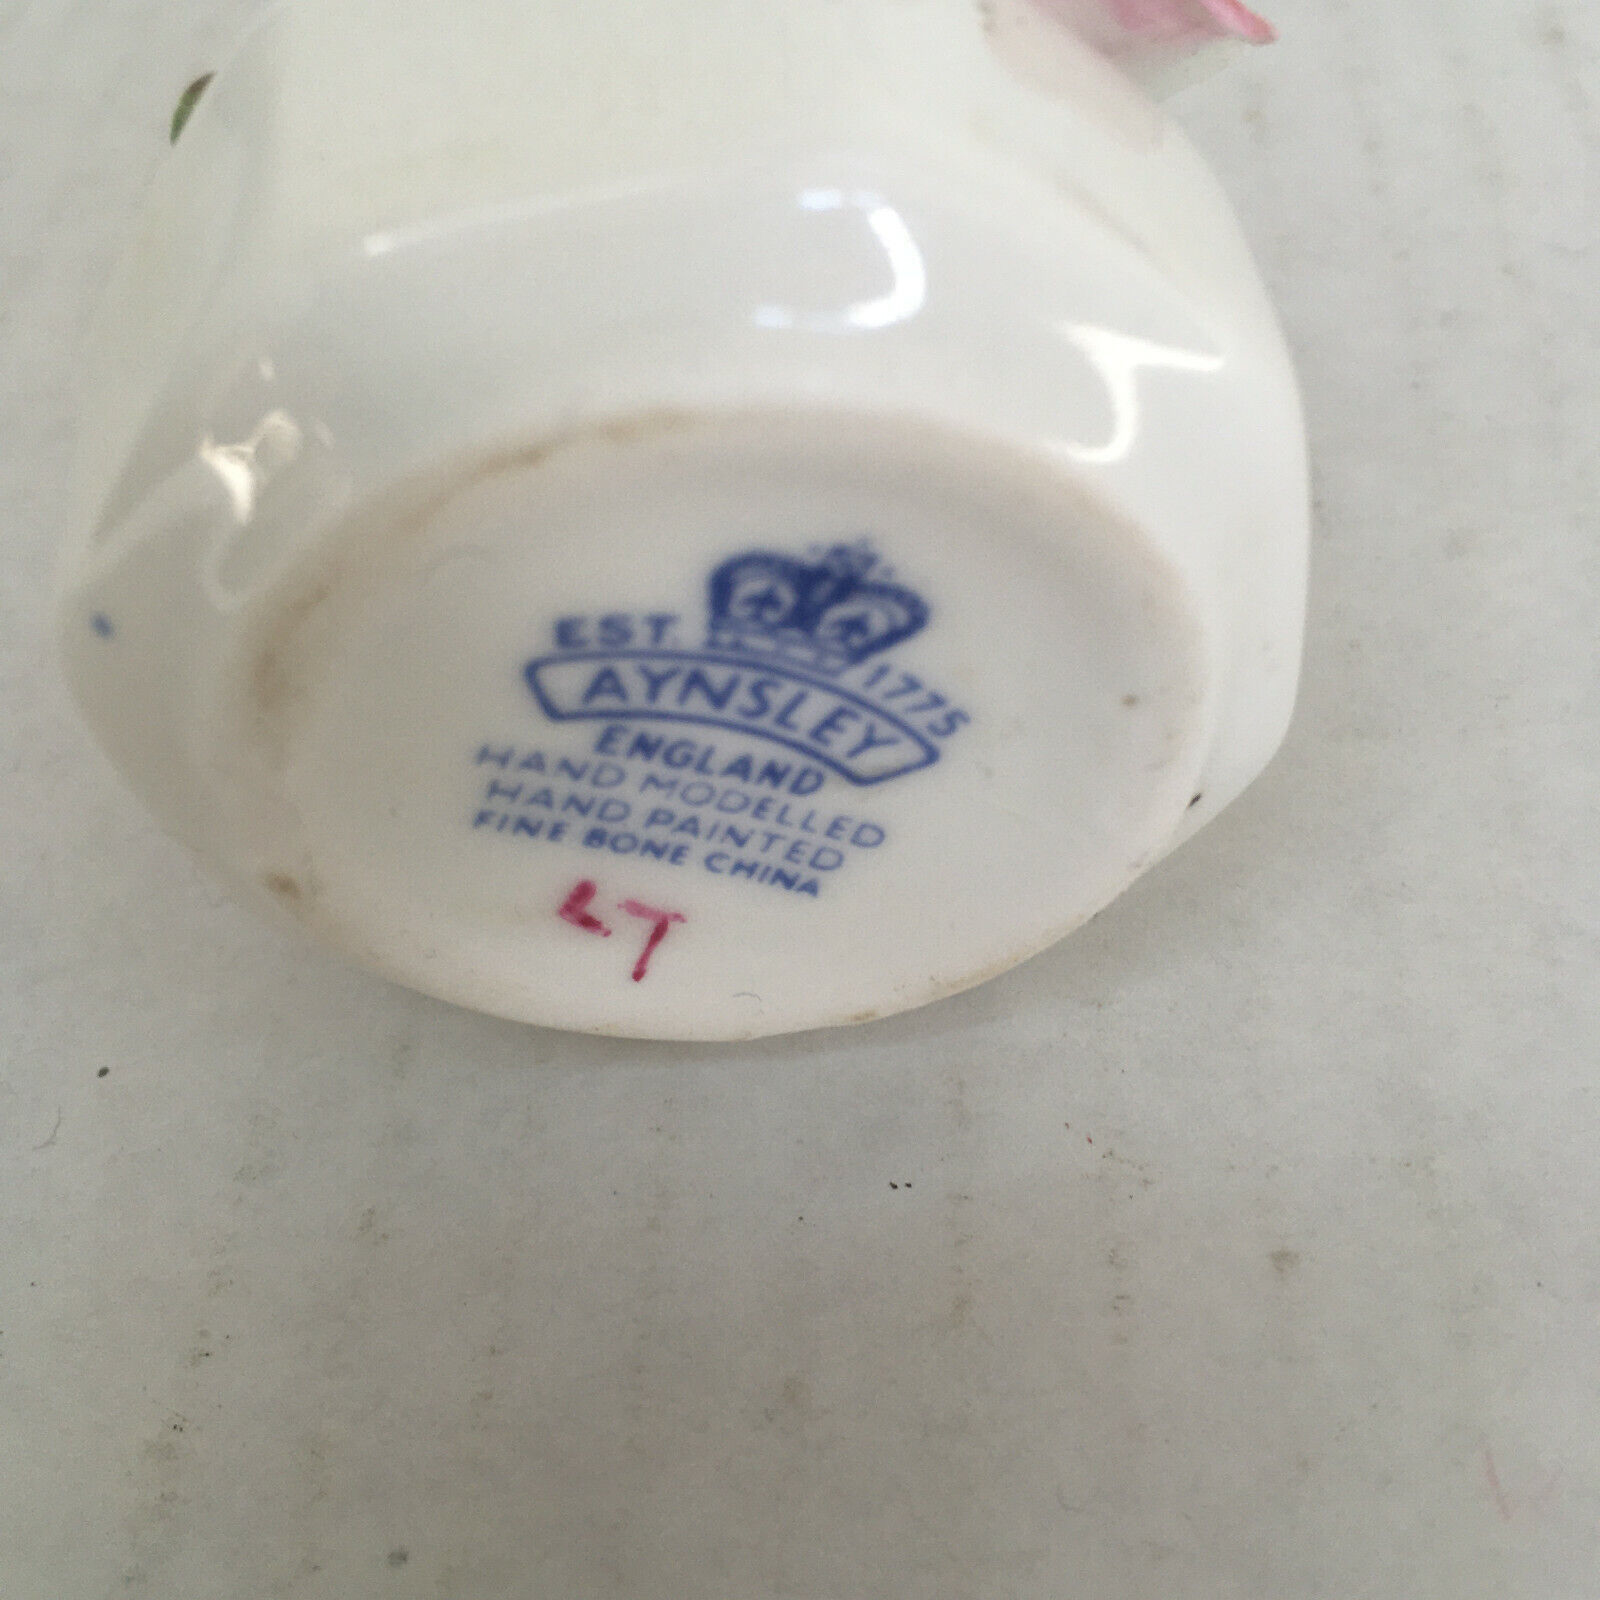 EST. 1775
AYNSLEY
ENGLAND
HAND MODELLED
HAND PAINTED
FINE BONE CHINA
LT